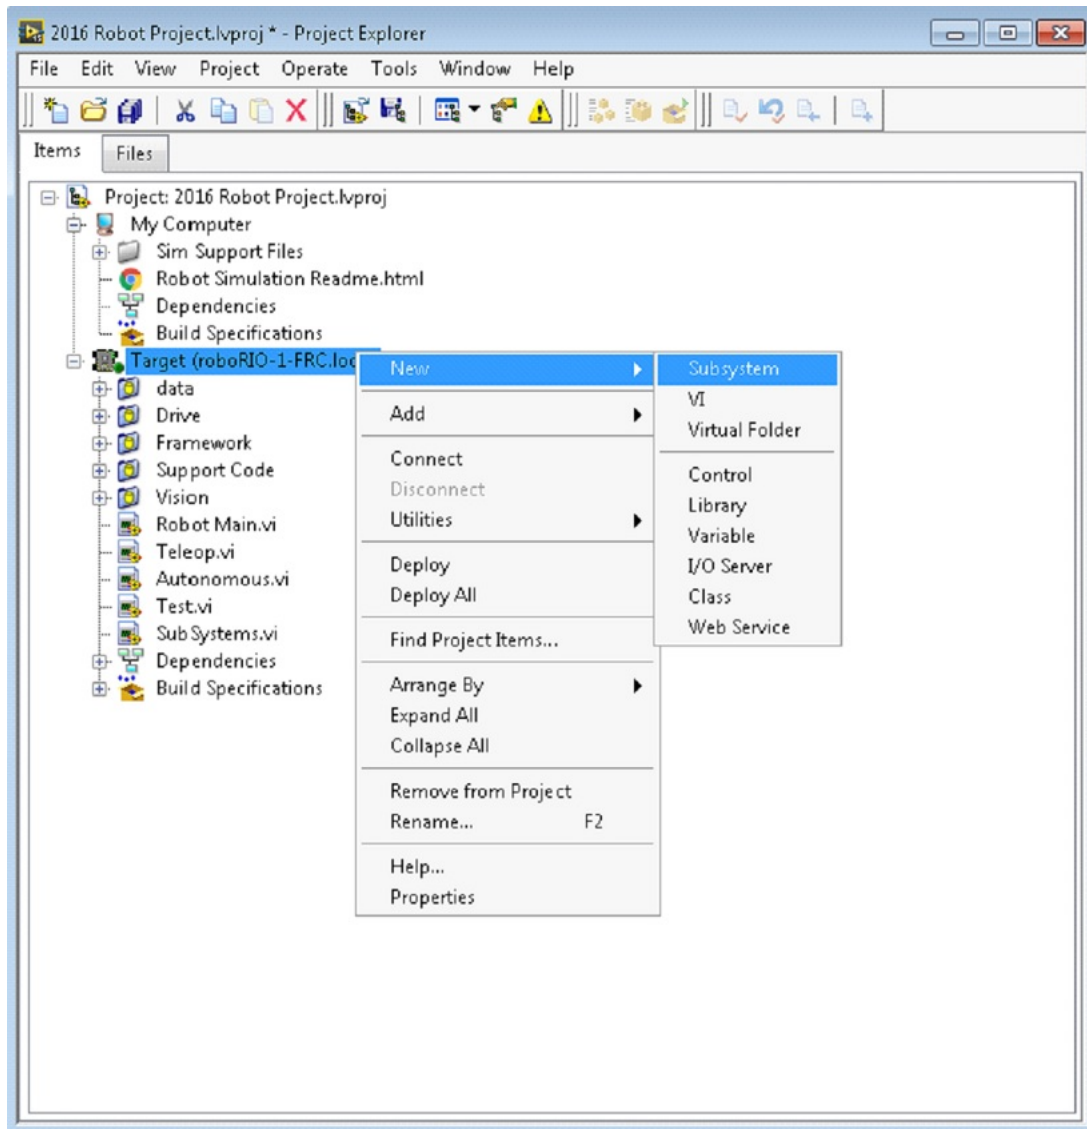 2016 Robot Project.lvproj * - Project Explorer
File Edit View Project Operate Tools Window Help
Items Files
Project: 2016 Robot Project.lvproj
My Computer
Sim Support Files
Robot Simulation Readme.html
Dependencies
Build Specifications
Target (roboRIO-1-FRC.loc
data
Drive
Framework
Support Code
Vision
Robot Main.vi
Teleop.vi
Autonomous.vi
Test.vi
SubSystems.vi
Dependencies
Build Specifications
New
Add
Connect
Disconnect
Utilities
Deploy
Deploy All
Find Project Items...
Arrange By
Expand All
Collapse All
Remove from Project
Rename... F2
Help...
Properties
Subsystem
VI
Virtual Folder
Control
Library
Variable
I/O Server
Class
Web Service